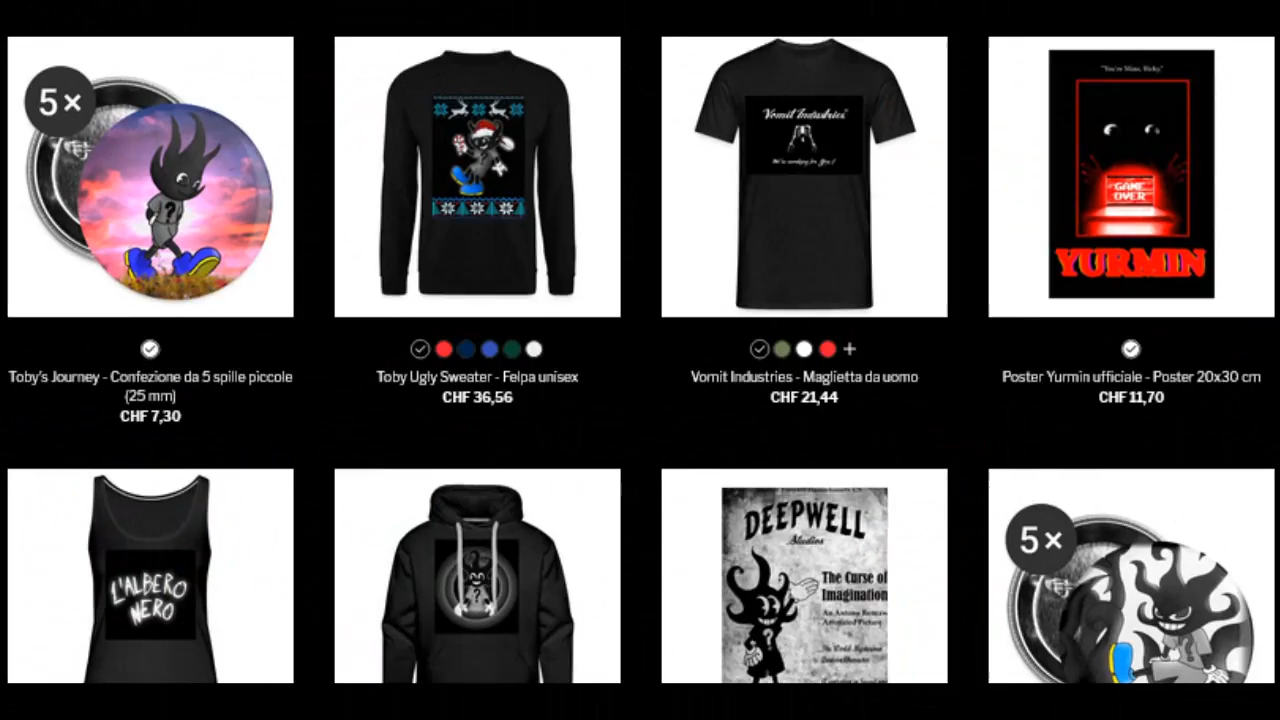 5×
?
Vomit Industries"
We're working for You!
"You're Mine, Ricky."
GAME
OVER
YURMIN
Toby's Journey - Confezione da 5 spille piccole
(25 mm)
CHF 7,30
Toby Ugly Sweater - Felpa unisex
CHF 36,56
+
Vomit Industries - Maglietta da uomo
CHF 21,44
Poster Yurmin ufficiale - Poster 20x30 cm
CHF 11,70
L'ALBERO
NERO
?
DEEPWELL
Studios
The Curse of
Imagination
An Antony
Animated Picture
?
5×
?